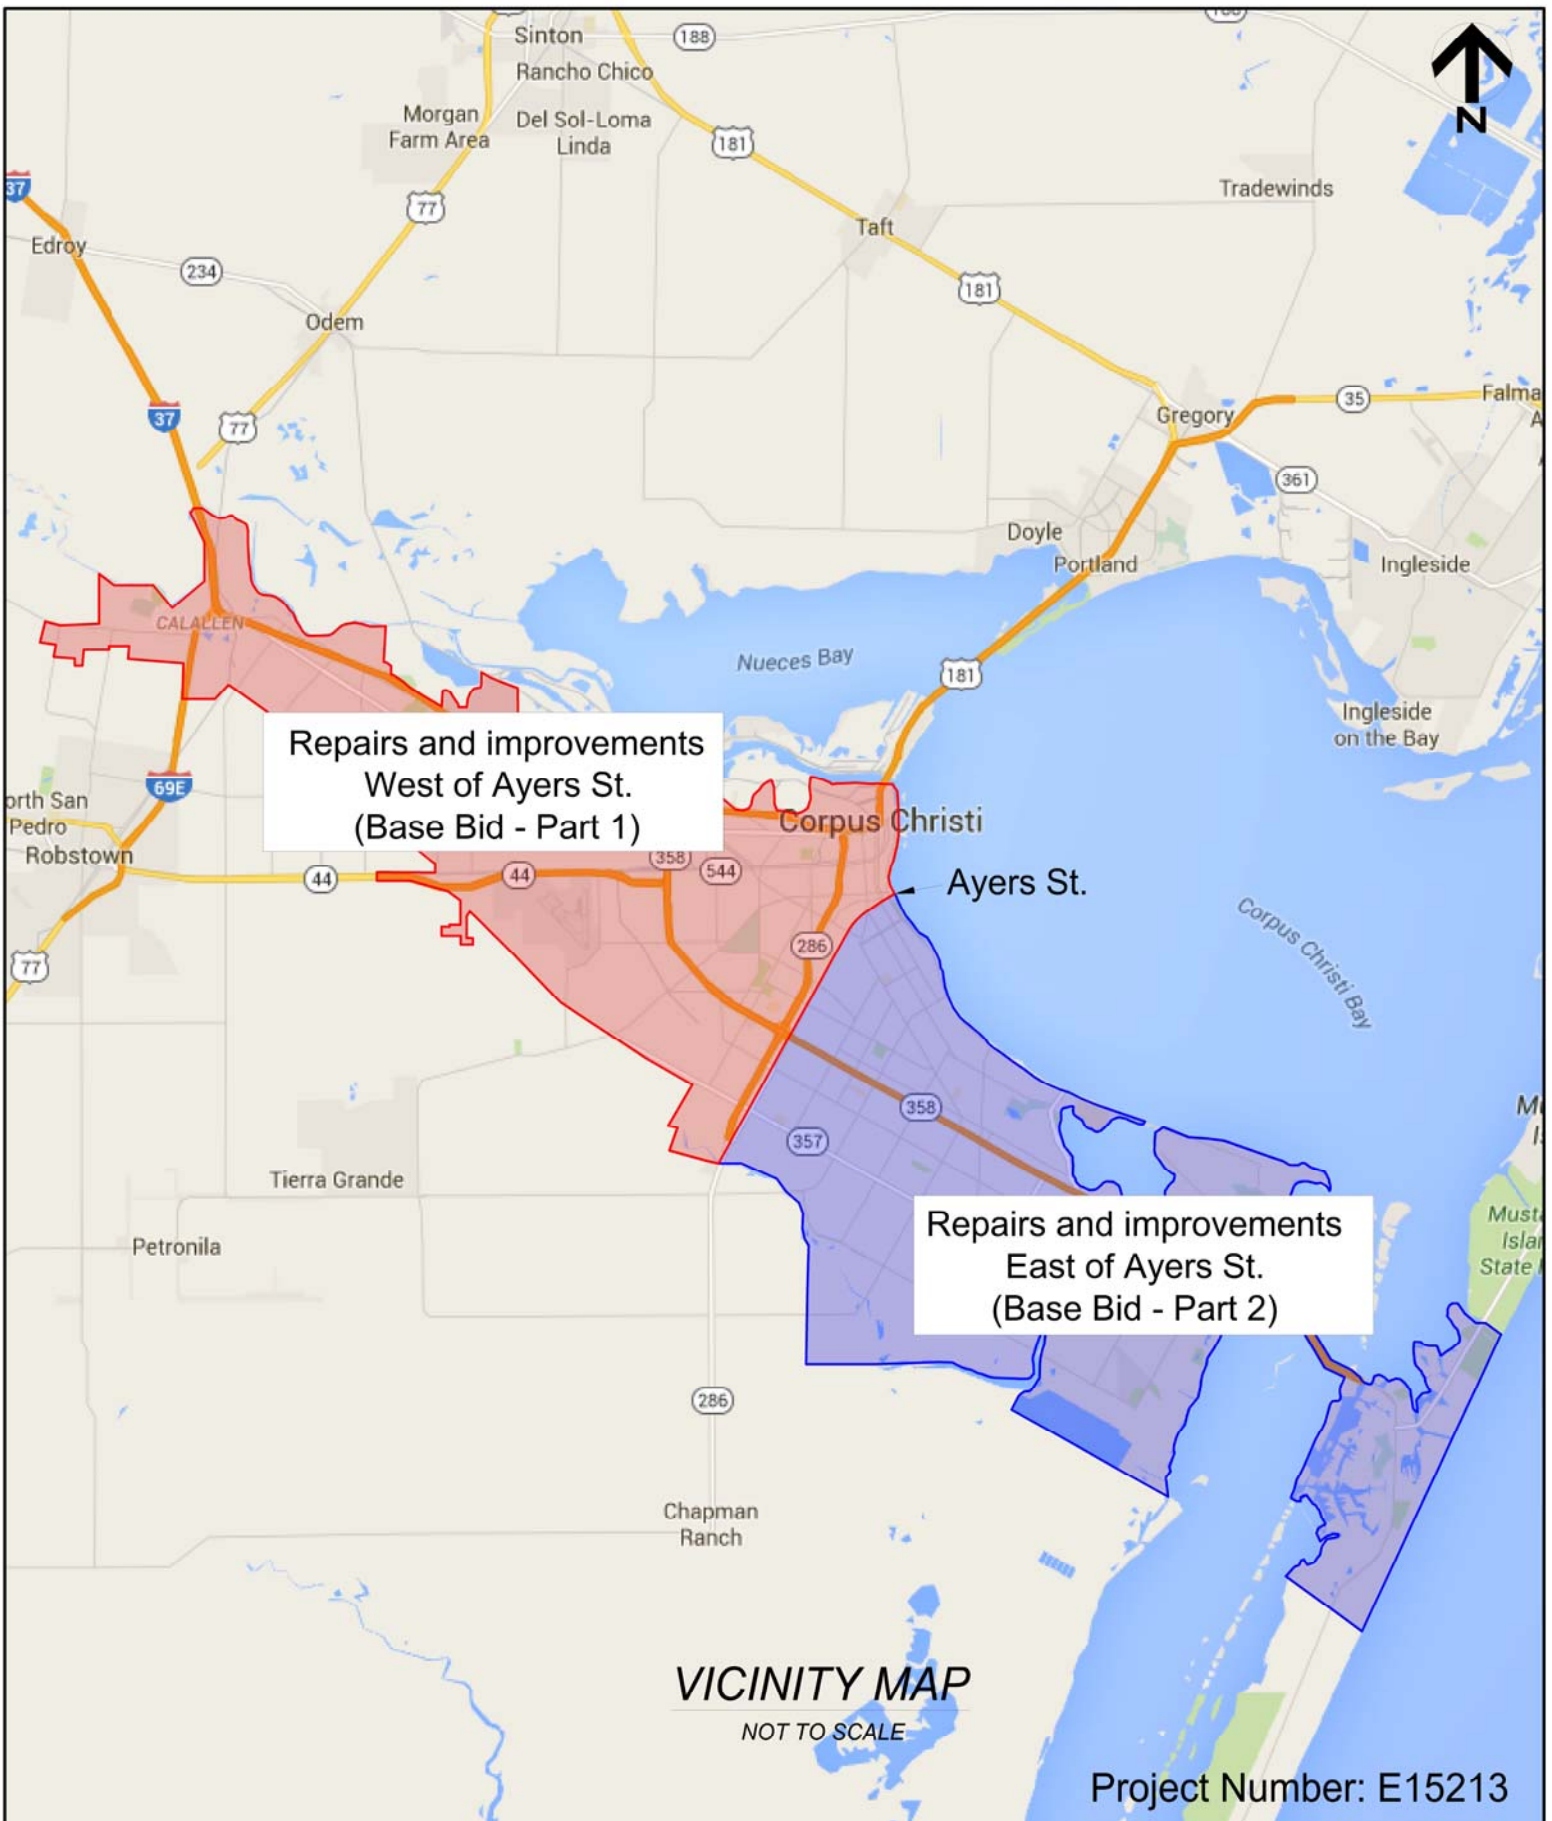 Sinton
188
Rancho Chico
Morgan
Farm Area
Del Sol-Loma
Linda
181
N
37
77
Tradewinds
Edroy
234
Taft
181
Odem
37
77
Gregory
35
Falma
361
Doyle
Portland
Ingleside
CALALLEN
Nueces Bay
181
Ingleside
on the Bay
Repairs and improvements
West of Ayers St.
(Base Bid - Part 1)
69E
orth San
Pedro
Robstown
Corpus Christi
44
44
358
544
Ayers St.
286
77
Corpus Christi Bay
358
357
Tierra Grande
Petronila
Repairs and improvements
East of Ayers St.
(Base Bid - Part 2)
Musta
Islan
State
286
Chapman
Ranch
VICINITY MAP
NOT TO SCALE
Project Number: E15213